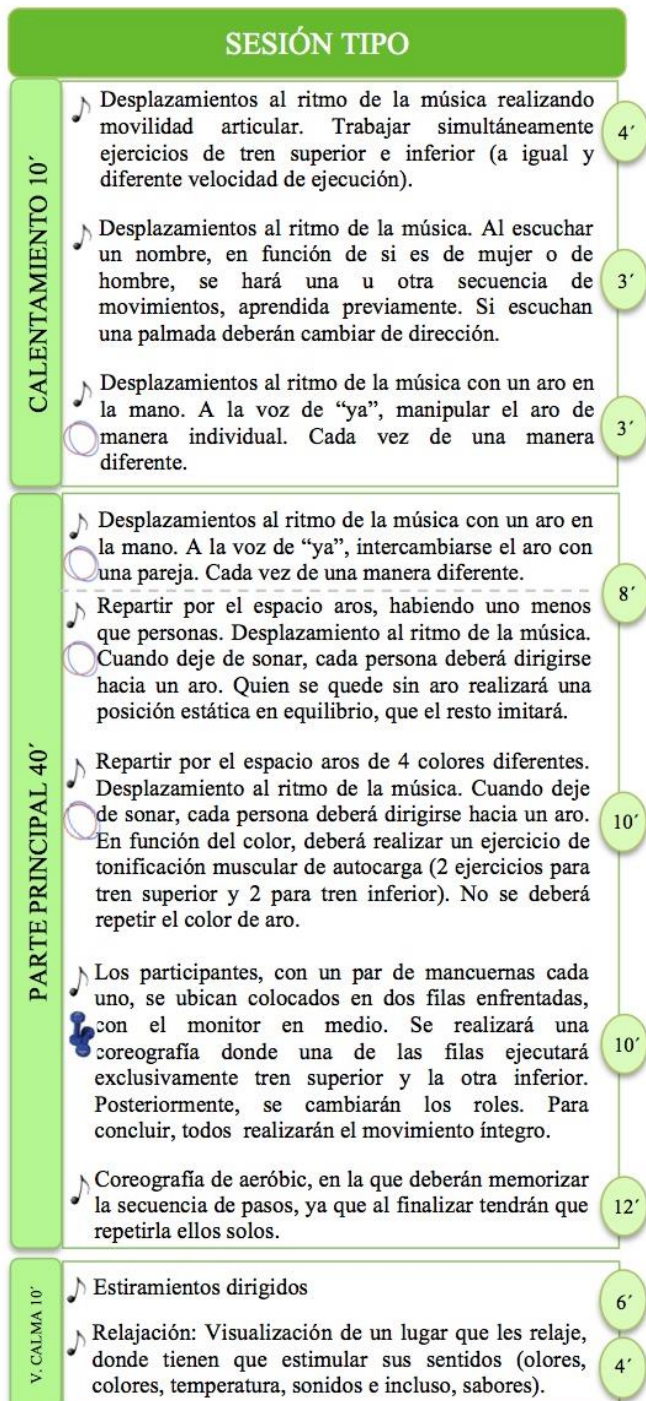 SESIÓN TIPO
CALENTAMIENTO 10´
Desplazamientos al ritmo de la música realizando
movilidad articular. Trabajar simultáneamente
ejercicios de tren superior e inferior (a igual y
diferente velocidad de ejecución).
4´
Desplazamientos al ritmo de la música. Al escuchar
un nombre, en función de si es de mujer o de
hombre, se hará una u otra secuencia de
movimientos, aprendida previamente. Si escuchan
una palmada deberán cambiar de dirección.
3´
Desplazamientos al ritmo de la música con un aro en
la mano. A la voz de “ya”, manipular el aro de
manera individual. Cada vez de una manera
diferente.
3´
PARTE PRINCIPAL 40´
Desplazamientos al ritmo de la música con un aro en
la mano. A la voz de “ya”, intercambiarse el aro con
una pareja. Cada vez de una manera diferente.
8´
Repartir por el espacio aros, habiendo uno menos
que personas. Desplazamiento al ritmo de la música.
Cuando deje de sonar, cada persona deberá dirigirse
hacia un aro. Quien se quede sin aro realizará una
posición estática en equilibrio, que el resto imitará.
Repartir por el espacio aros de 4 colores diferentes.
Desplazamiento al ritmo de la música. Cuando deje
de sonar, cada persona deberá dirigirse hacia un aro.
En función del color, deberá realizar un ejercicio de
tonificación muscular de autocarga (2 ejercicios para
tren superior y 2 para tren inferior). No se deberá
repetir el color de aro.
10´
Los participantes, con un par de mancuernas cada
uno, se ubican colocados en dos filas enfrentadas,
con el monitor en medio. Se realizará una
coreografía donde una de las filas ejecutará
exclusivamente tren superior y la otra inferior.
Posteriormente, se cambiarán los roles. Para
concluir, todos realizarán el movimiento íntegro.
10´
Coreografía de aeróbic, en la que deberán memorizar
la secuencia de pasos, ya que al finalizar tendrán que
repetirla ellos solos.
12´
V. CALMA 10´
Estiramientos dirigidos
6´
Relajación: Visualización de un lugar que les relaje,
donde tienen que estimular sus sentidos (olores,
colores, temperatura, sonidos e incluso, sabores).
4´